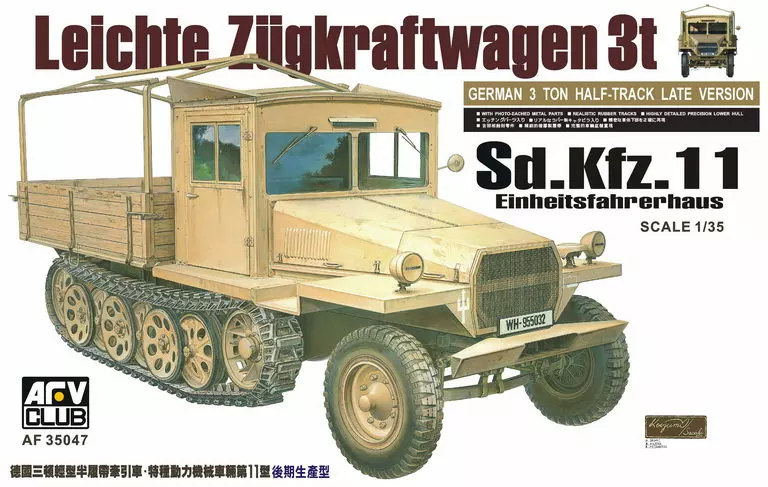 Leichte Zügkraftwagen 3t
GERMAN 3 TON HALF-TRACK LATE VERSION
■ WITH PHOTO-EACHED METAL PARTS ■ REALISTIC RUBBER TRACKS ■ HIGHLY DETAILED PRECISION LOWER HULL
Sd.Kfz.11
Einheitsfahrerhaus
SCALE 1/35
WH-955032
AFV
CLUB
AF 35047
德國三頓輕型半履帶牽引車・特種動力機械車輛第11型後期生產型